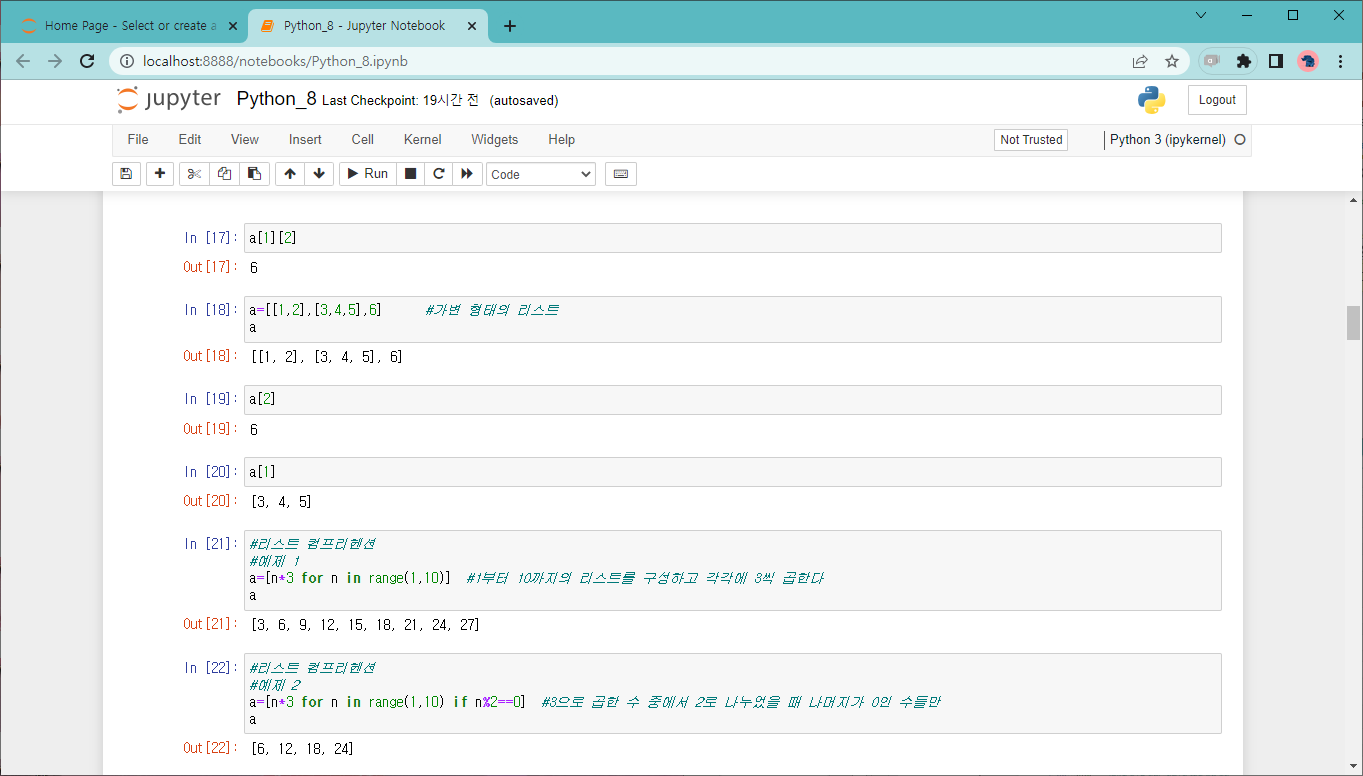 Home Page - Select or create a
Python_8 - Jupyter Notebook
localhost:8888/notebooks/Python_8.ipynb
jupyter Python_8 Last Checkpoint: 19시간 전 (autosaved)
Logout
File Edit View Insert Cell Kernel Widgets Help
Not Trusted
Python 3 (ipykernel)
Run
Code
In [17]: a[1][2]
Out[17]: 6
In [18]: a=[[1,2],[3,4,5],6] #가변 형태의 리스트
a
Out[18]: [[1, 2], [3, 4, 5], 6]
In [19]: a[2]
Out[19]: 6
In [20]: a[1]
Out[20]: [3, 4, 5]
In [21]: #리스트 컴프리헨션
#예제 1
a=[n*3 for n in range(1,10)] #1부터 10까지의 리스트를 구성하고 각각에 3씩 곱한다
a
Out[21]: [3, 6, 9, 12, 15, 18, 21, 24, 27]
In [22]: #리스트 컴프리헨션
#예제 2
a=[n*3 for n in range(1,10) if n%2==0] #3으로 곱한 수 중에서 2로 나누었을 때 나머지가 0인 수들만
a
Out[22]: [6, 12, 18, 24]